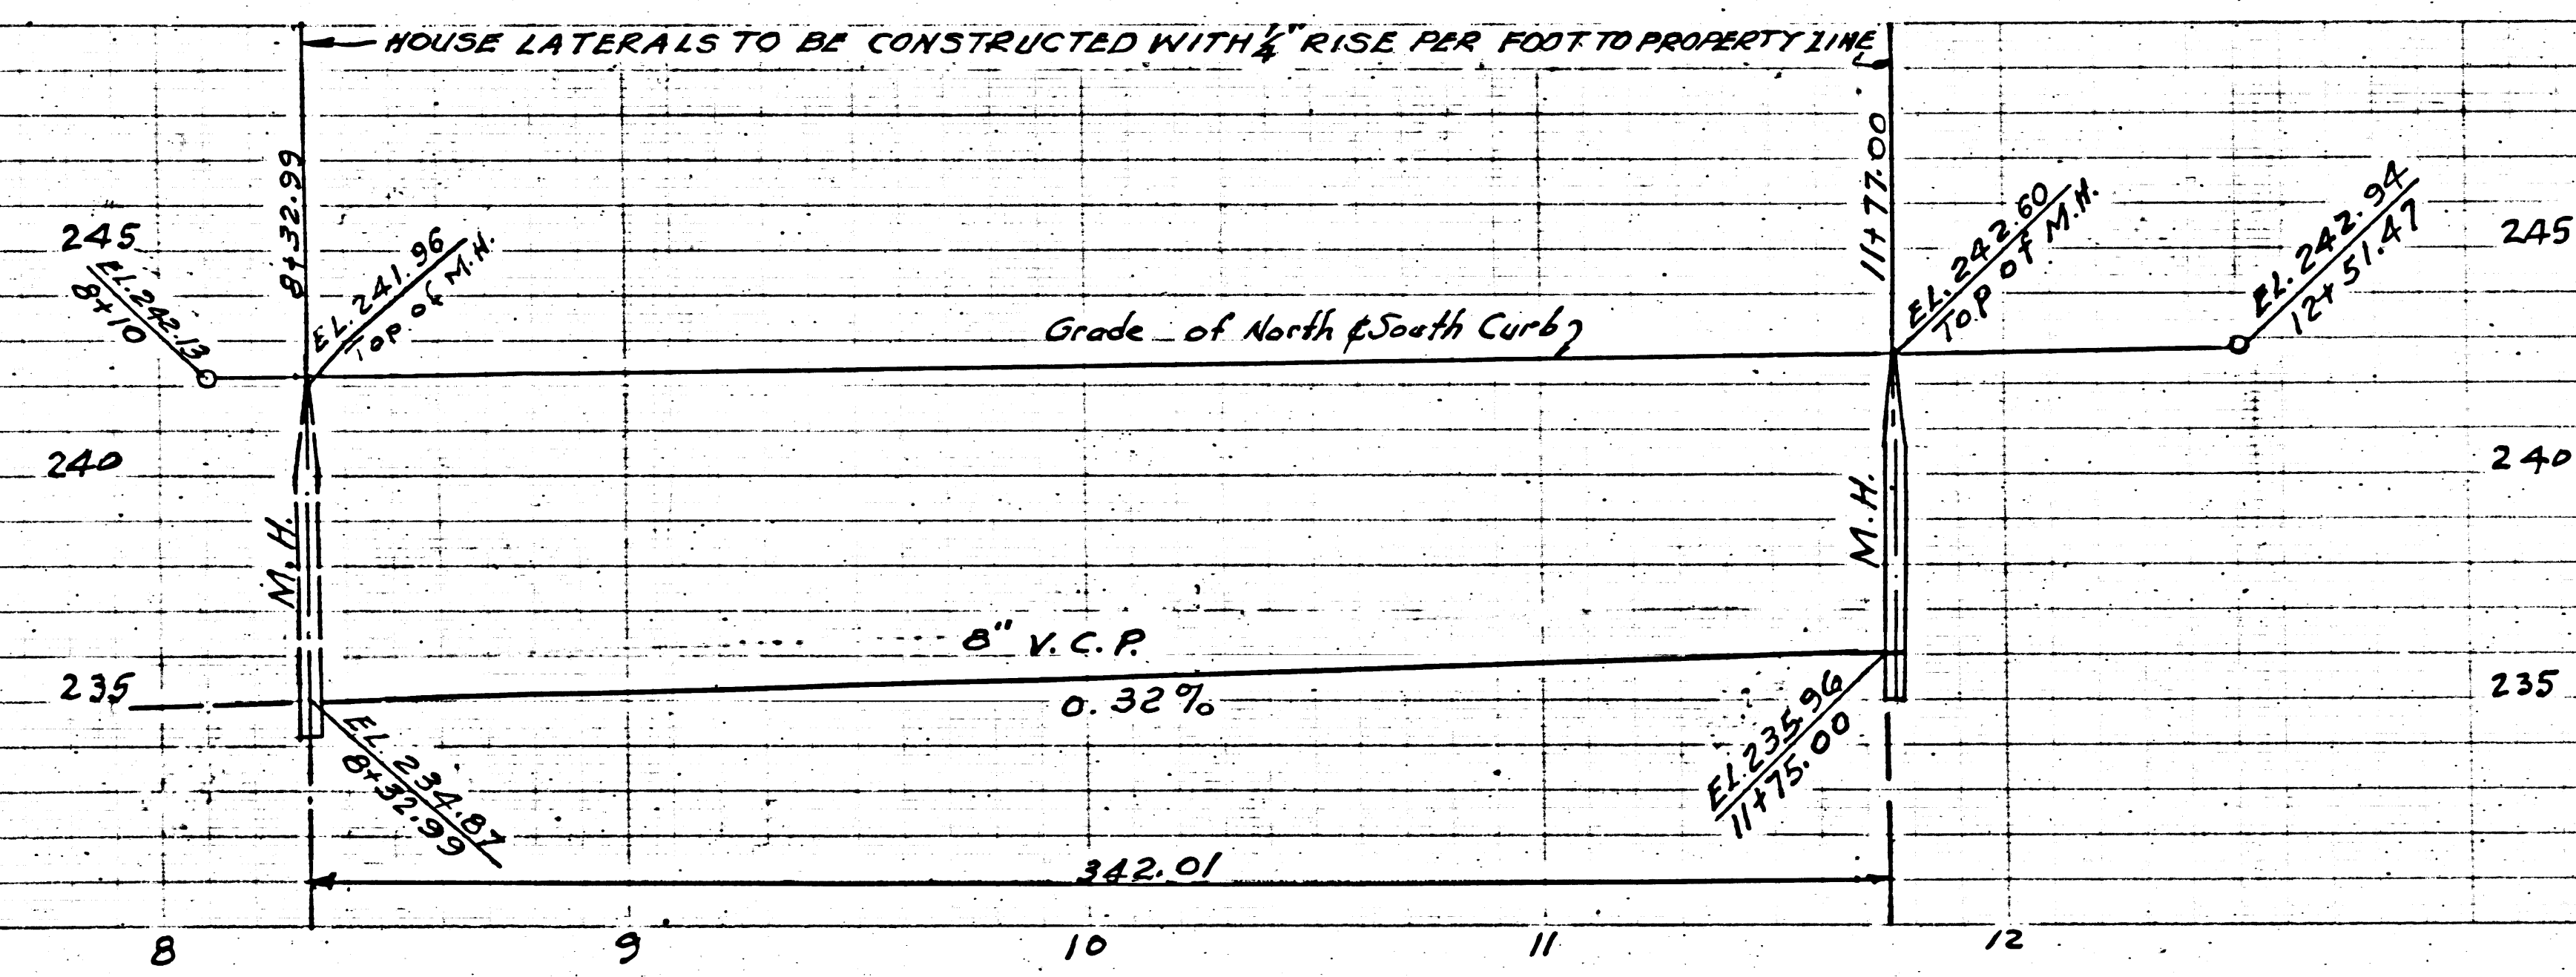 HOUSE LATERALS TO BE CONSTRUCTED WITH 1/4" RISE PER FOOT TO PROPERTY LINE
8+32.99
11+77.00
245
EL.242.13
8+10
EL.241.96
Top of M.H.
Grade of North & South Curb
EL.242.60
Top of M.H.
EL.242.94
12+51.47
245
240
M.H.
M.H.
240
8" V.C.P.
235
0.32%
235
EL.234.87
8+32.99
EL.235.96
11+75.00
342.01
8
9
10
11
12